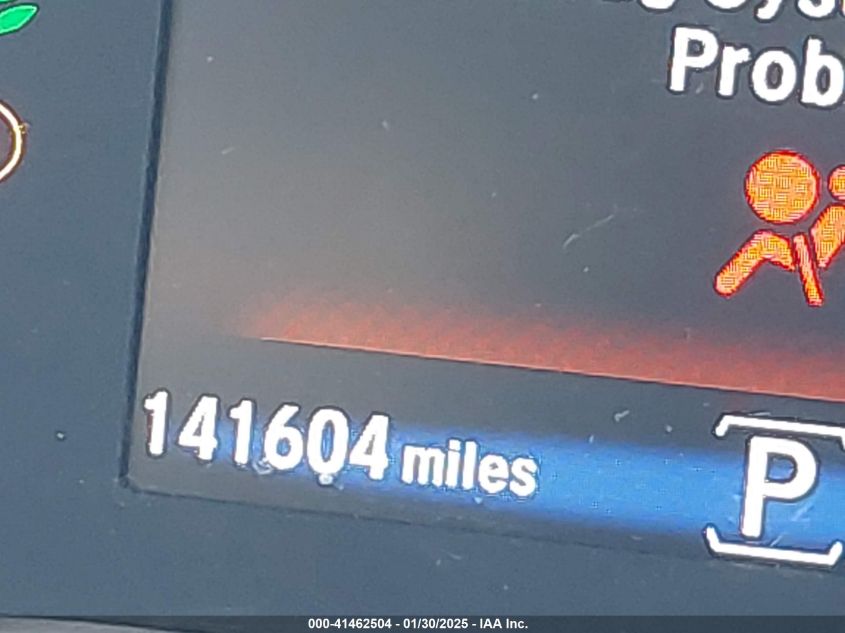 Prob
141604 miles
P
000-41462504 - 01/30/2025 - IAA Inc.